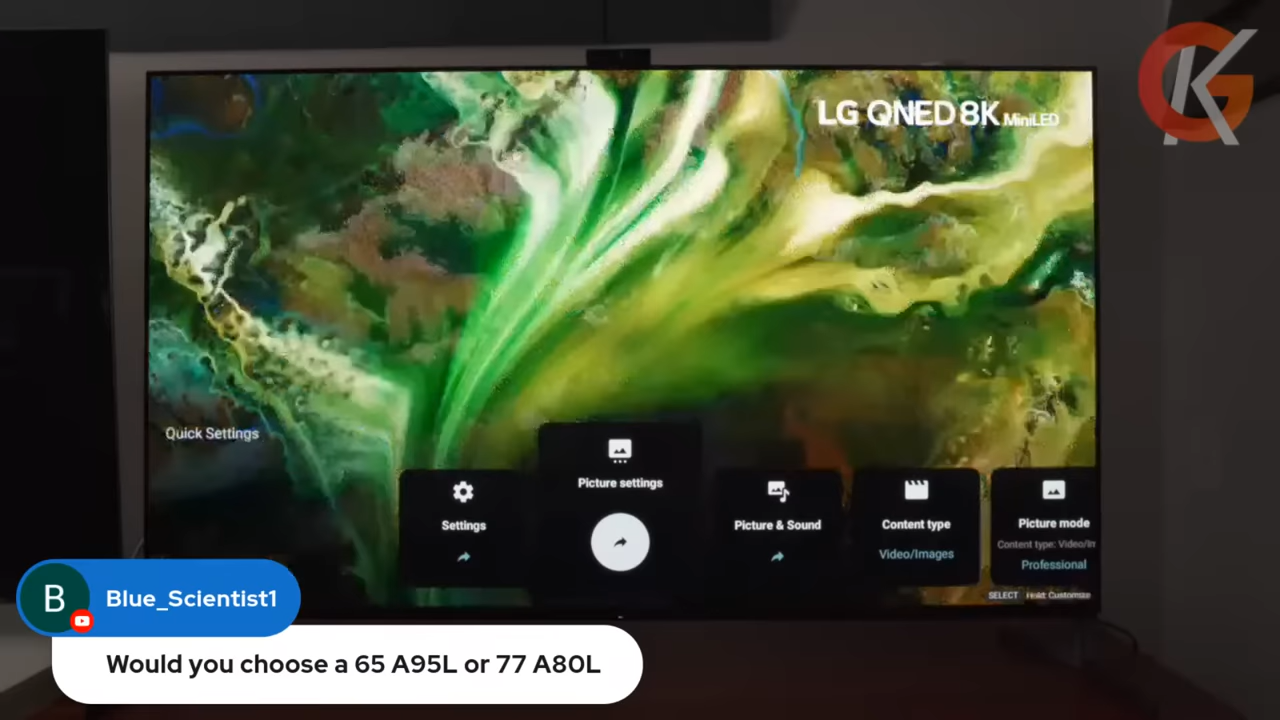 LG QNED 8K MiniLED
Quick Settings
Settings
Picture settings
Picture & Sound
Content type
Video/Images
Picture mode
Content type: Video/Im
Professional
SELECT Hold: Customize
B Blue_Scientist1
Would you choose a 65 A95L or 77 A80L
GK